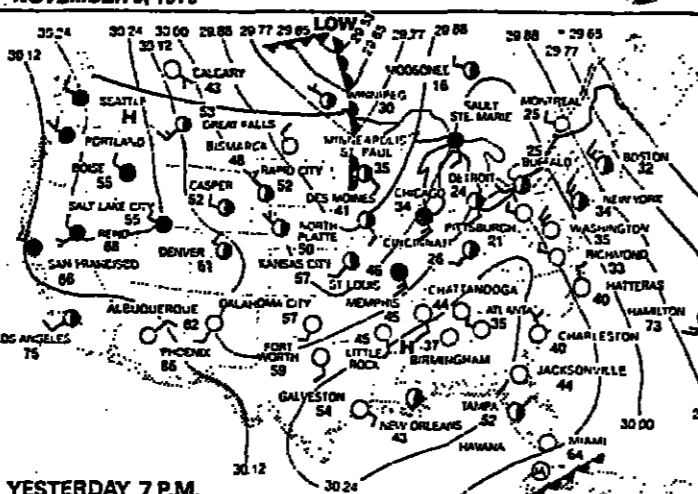 30.24 30.24 30.00 29.88 29.77 29.65 LOW 29.53 29.65 29.77 29.88 29.88 29.65
30.12 30.12 29.77
CALGARY
43
MOOSONEE
16
WINNIPEG
30
SEATTLE
53
H
GREAT FALLS
SAULT
STE. MARIE
MONTREAL
25
PORTLAND
BISMARCK
48
MINNEAPOLIS
ST. PAUL
35
25
BUFFALO
BOSTON
32
BOISE
55
RAPID CITY
52
CASPER
52
DES MOINES
41
CHICAGO
34
DETROIT
24
NEW YORK
34
SALT LAKE CITY
55
RENO
68
NORTH
PLATTE
50
PITTSBURGH
21
WASHINGTON
35
DENVER
61
CINCINNATI
26
RICHMOND
33
SAN FRANCISCO
66
KANSAS CITY
57
ST LOUIS
46
HATTERAS
40
CHATTANOOGA
44
ALBUQUERQUE
62
OKLAHOMA CITY
57
MEMPHIS
45
ATLANTA
35
HAMILTON
73
LOS ANGELES
75
PHOENIX
86
FORT
WORTH
59
45
LITTLE
ROCK
H
37
BIRMINGHAM
CHARLESTON
40
JACKSONVILLE
44
GALVESTON
54
NEW ORLEANS
43
TAMPA
52
30.00
HAVANA
MIAMI
64
30.12
30.24
YESTERDAY 7 P.M.